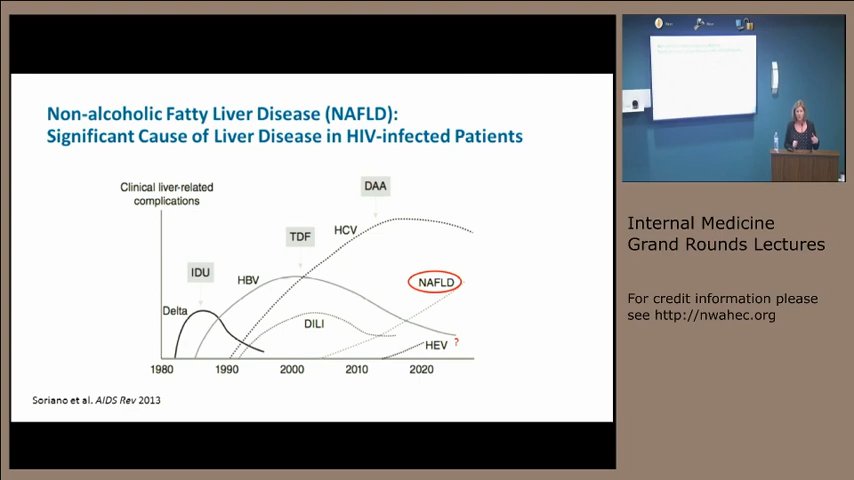 Non-alcoholic Fatty Liver Disease (NAFLD):
Significant Cause of Liver Disease in HIV-infected Patients
Clinical liver-related
complications
DAA
TDF
HCV
IDU
HBV
NAFLD
Delta
DILI
HEV ?
1980 1990 2000 2010 2020
Soriano et al. AIDS Rev 2013
Internal Medicine
Grand Rounds Lectures
For credit information please
see http://nwahec.org